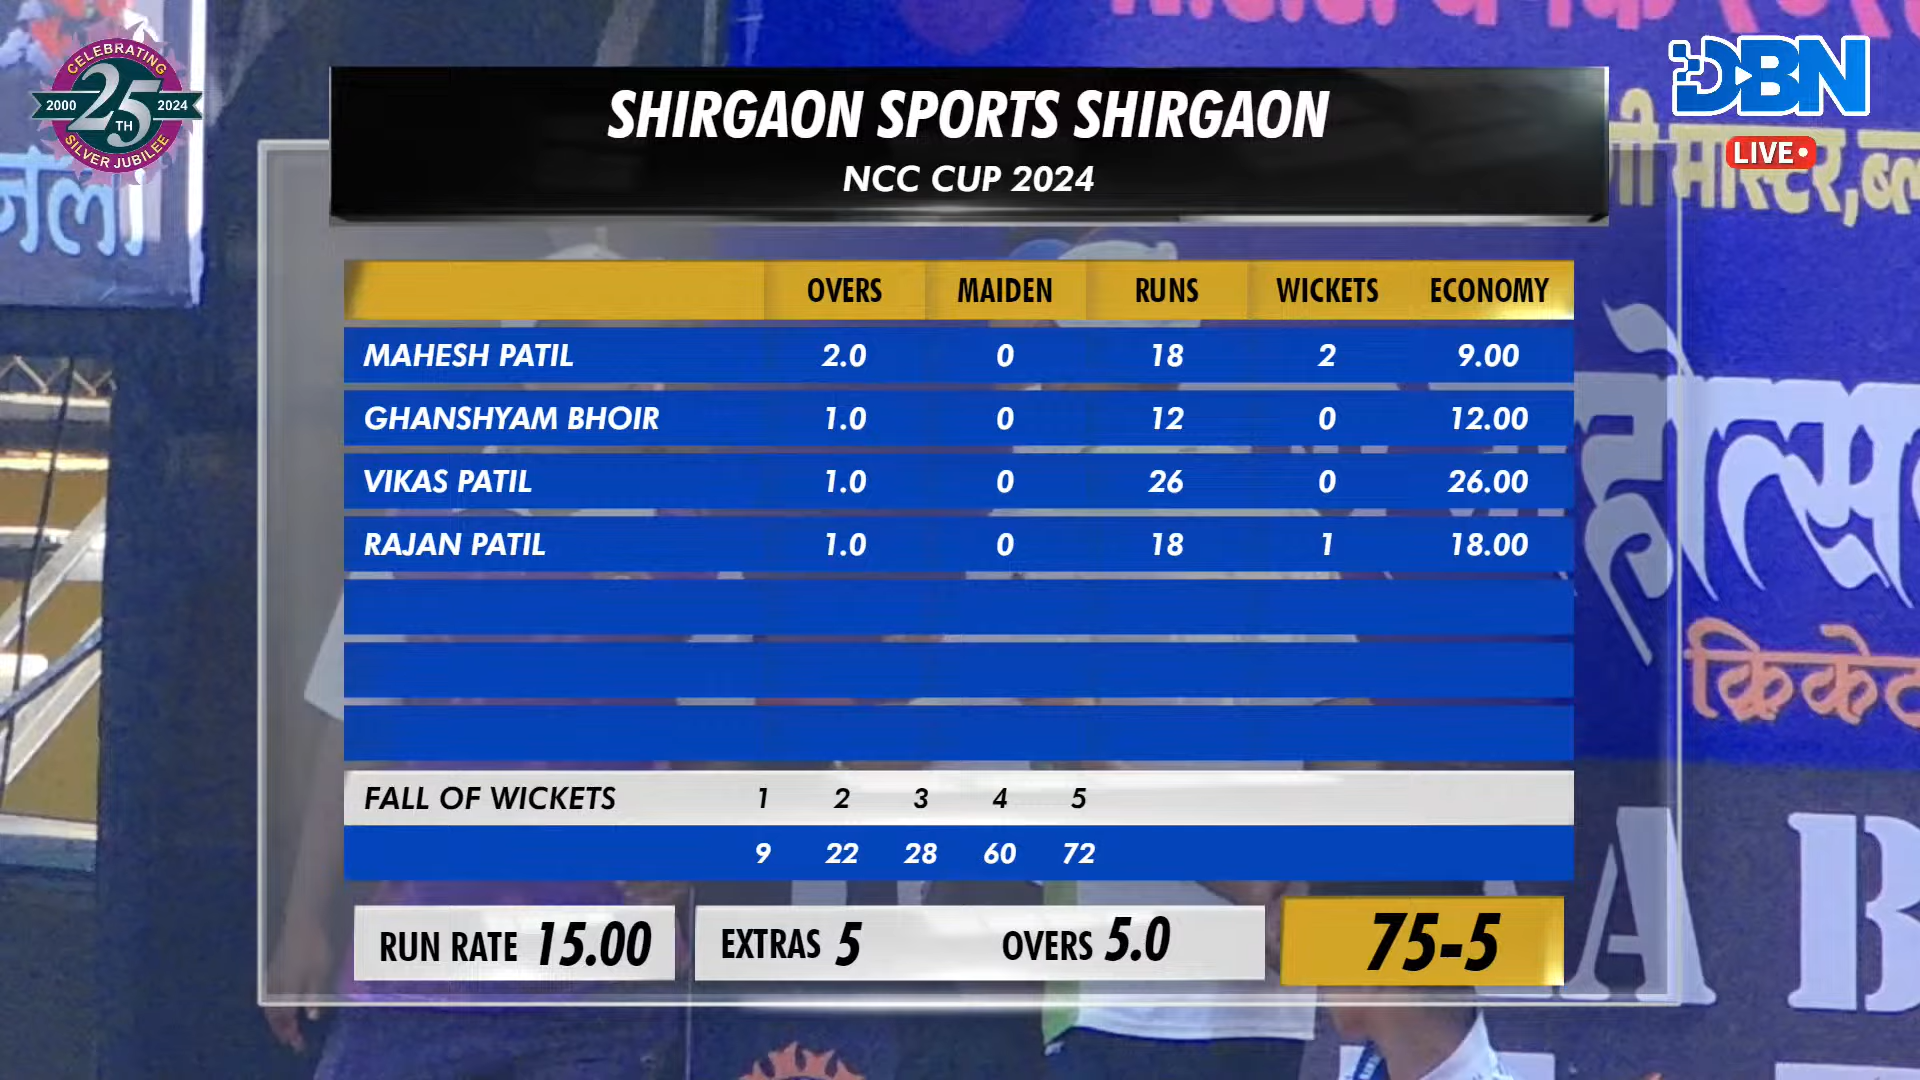 CELEBRATING
2000 25TH 2024
SILVER JUBILEE
DBN
LIVE
SHIRGAON SPORTS SHIRGAON
NCC CUP 2024
OVERS MAIDEN RUNS WICKETS ECONOMY
MAHESH PATIL 2.0 0 18 2 9.00
GHANSHYAM BHOIR 1.0 0 12 0 12.00
VIKAS PATIL 1.0 0 26 0 26.00
RAJAN PATIL 1.0 0 18 1 18.00
FALL OF WICKETS 1 2 3 4 5
9 22 28 60 72
RUN RATE 15.00 EXTRAS 5 OVERS 5.0 75-5